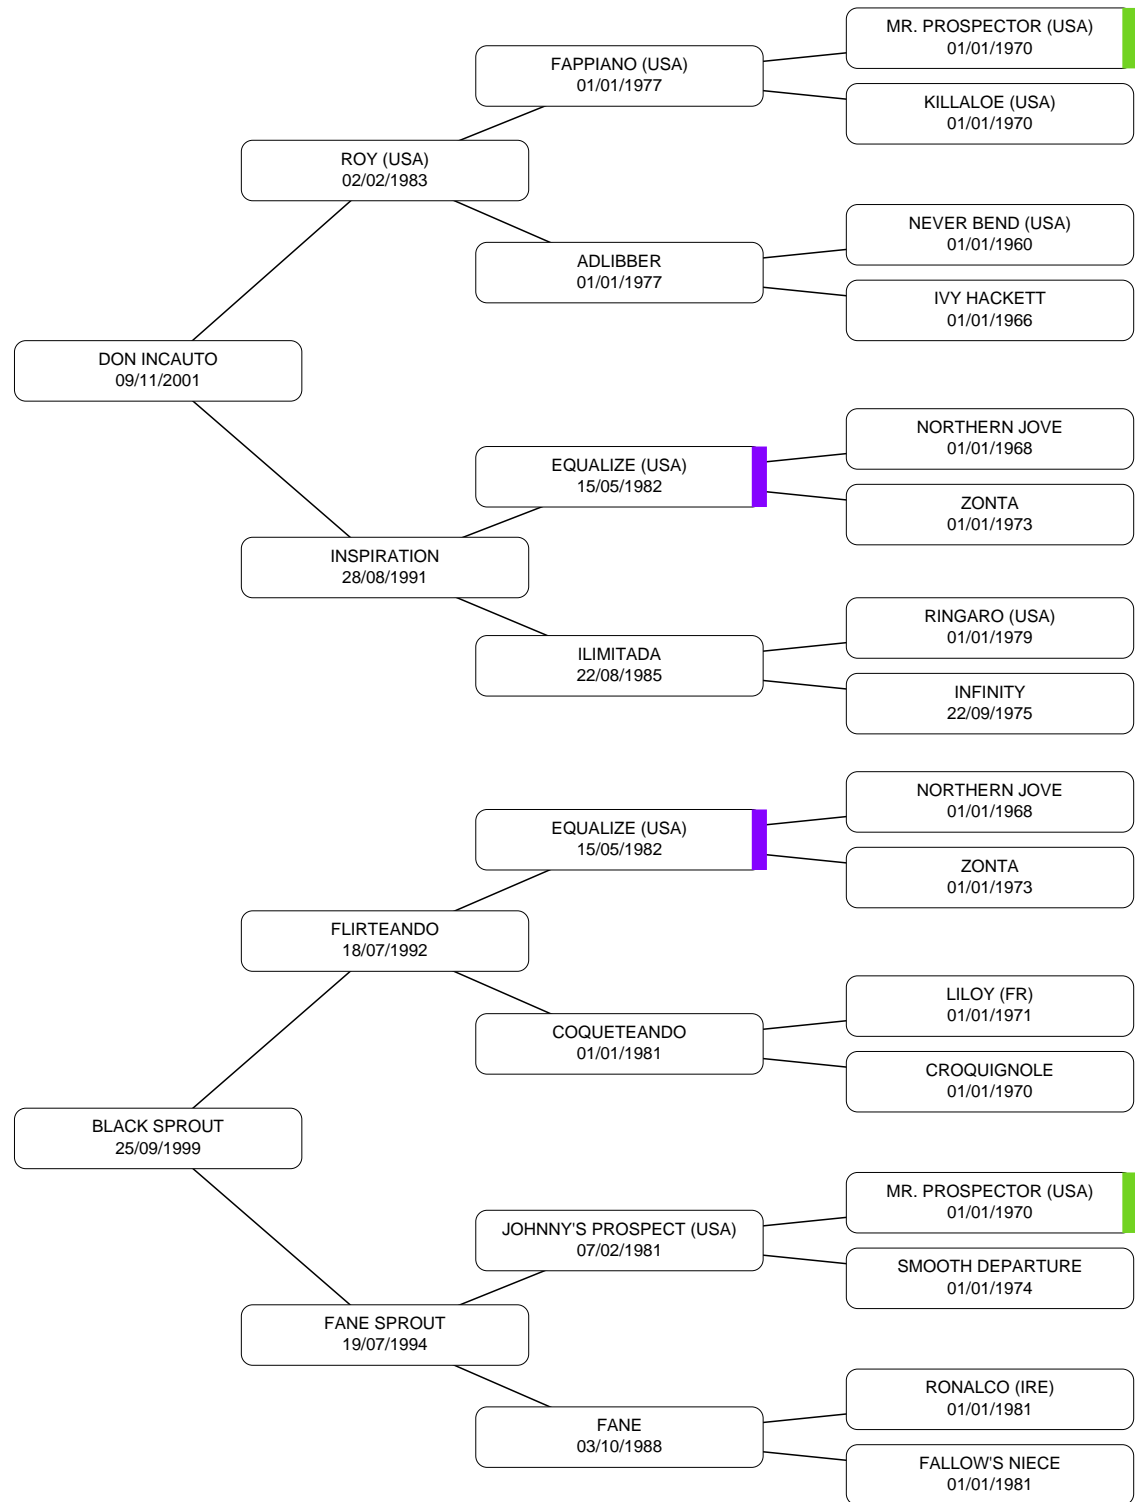 MR. PROSPECTOR (USA)
01/01/1970
FAPPIANO (USA)
01/01/1977
KILLALOE (USA)
01/01/1970
ROY (USA)
02/02/1983
NEVER BEND (USA)
01/01/1960
ADLIBBER
01/01/1977
IVY HACKETT
01/01/1966
DON INCAUTO
09/11/2001
NORTHERN JOVE
01/01/1968
EQUALIZE (USA)
15/05/1982
ZONTA
01/01/1973
INSPIRATION
28/08/1991
RINGARO (USA)
01/01/1979
ILIMITADA
22/08/1985
INFINITY
22/09/1975
NORTHERN JOVE
01/01/1968
EQUALIZE (USA)
15/05/1982
ZONTA
01/01/1973
FLIRTEANDO
18/07/1992
LILOY (FR)
01/01/1971
COQUETEANDO
01/01/1981
CROQUIGNOLE
01/01/1970
BLACK SPROUT
25/09/1999
MR. PROSPECTOR (USA)
01/01/1970
JOHNNY'S PROSPECT (USA)
07/02/1981
SMOOTH DEPARTURE
01/01/1974
FANE SPROUT
19/07/1994
RONALCO (IRE)
01/01/1981
FANE
03/10/1988
FALLOW'S NIECE
01/01/1981